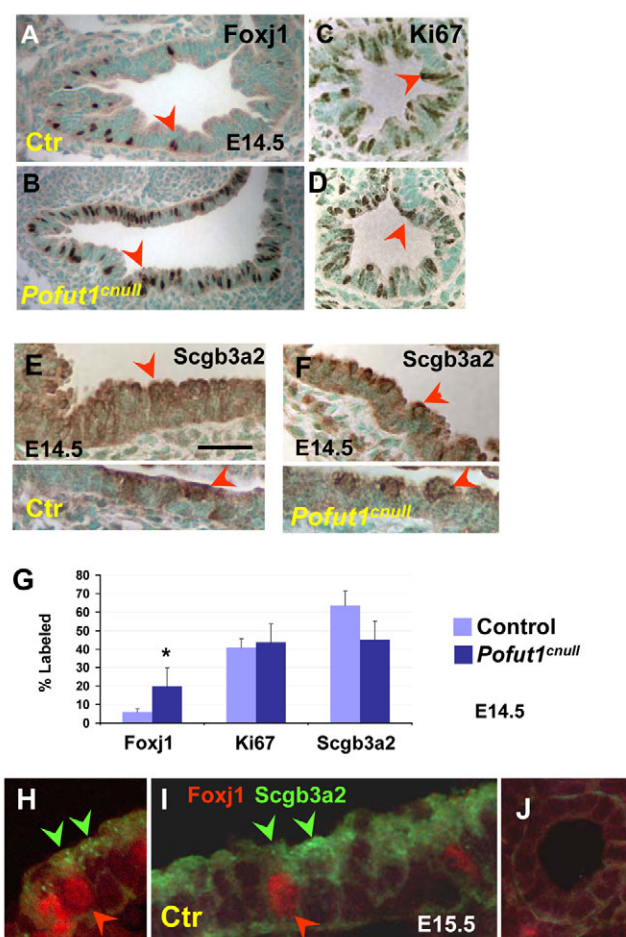 A Foxj1
Ctr E14.5
C Ki67
B
Pofut1cnull
D
E Scgb3a2
E14.5
Ctr
F Scgb3a2
E14.5
Pofut1cnull
G
80
70
60
50
40
30
20
10
0
% Labeled
*
Foxj1 Ki67 Scgb3a2
Control
Pofut1cnull
E14.5
H
I Foxj1 Scgb3a2
Ctr E15.5
J